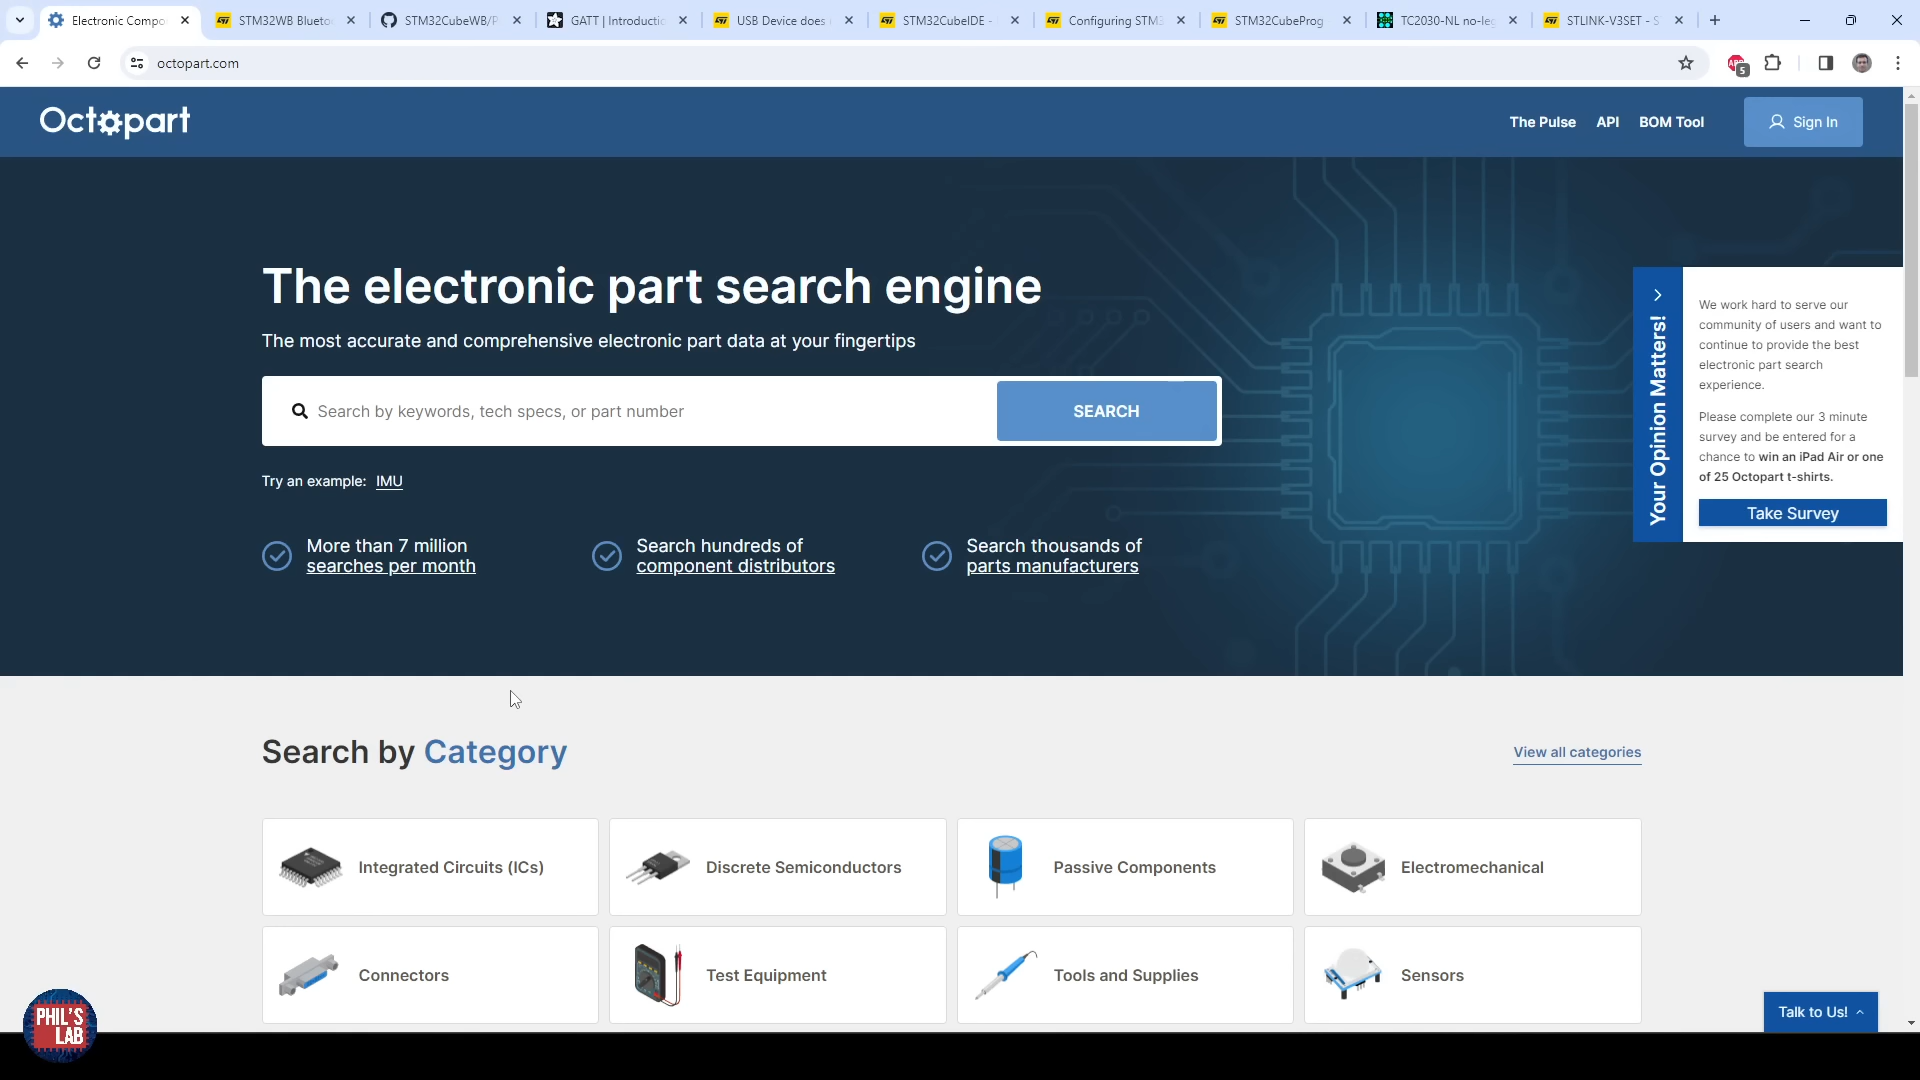 Electronic Compo
STM32WB Blueto
STM32CubeWB/P
GATT | Introductio
USB Device does
STM32CubeIDE -
Configuring STM3
STM32CubeProg
TC2030-NL no-leg
STLINK-V3SET - S
octopart.com
5
Octopart
The Pulse
API
BOM Tool
Sign In
The electronic part search engine
The most accurate and comprehensive electronic part data at your fingertips
Search by keywords, tech specs, or part number
SEARCH
Try an example: IMU
More than 7 million
searches per month
Search hundreds of
component distributors
Search thousands of
parts manufacturers
Your Opinion Matters!
We work hard to serve our
community of users and want to
continue to provide the best
electronic part search
experience.
Please complete our 3 minute
survey and be entered for a
chance to win an iPad Air or one
of 25 Octopart t-shirts.
Take Survey
Search by Category
View all categories
Integrated Circuits (ICs)
Discrete Semiconductors
Passive Components
Electromechanical
Connectors
Test Equipment
Tools and Supplies
Sensors
PHIL'S
LAB
Talk to Us!